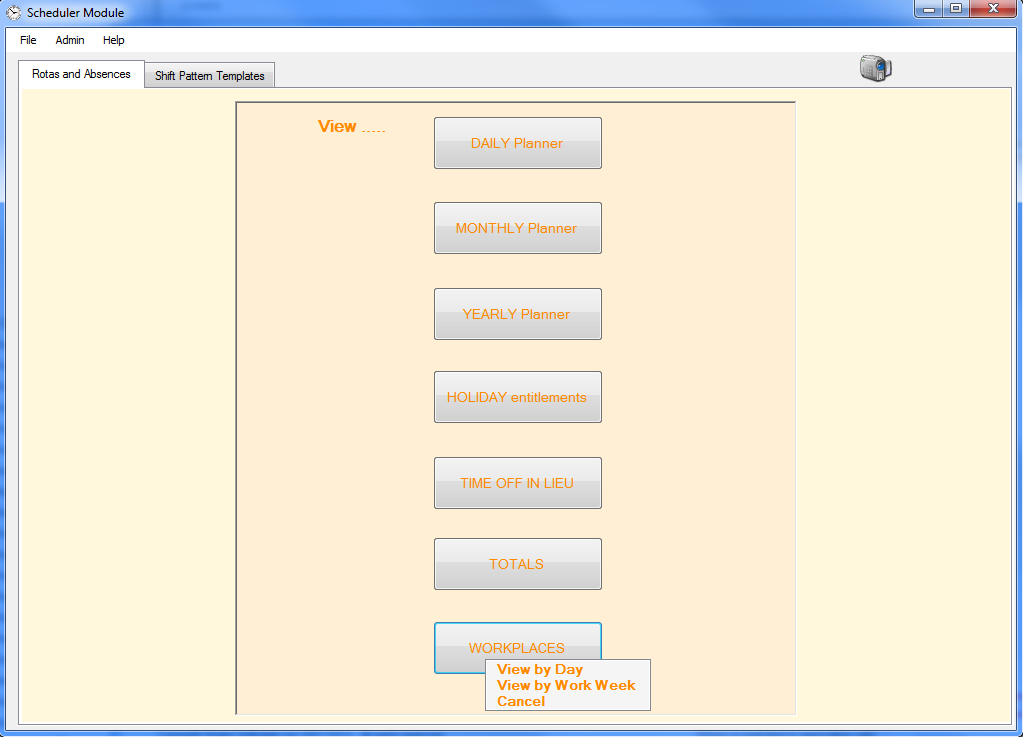 Scheduler Module
File Admin Help
Rotas and Absences Shift Pattern Templates
View .....
DAILY Planner
MONTHLY Planner
YEARLY Planner
HOLIDAY entitlements
TIME OFF IN LIEU
TOTALS
WORKPLACES
View by Day
View by Work Week
Cancel